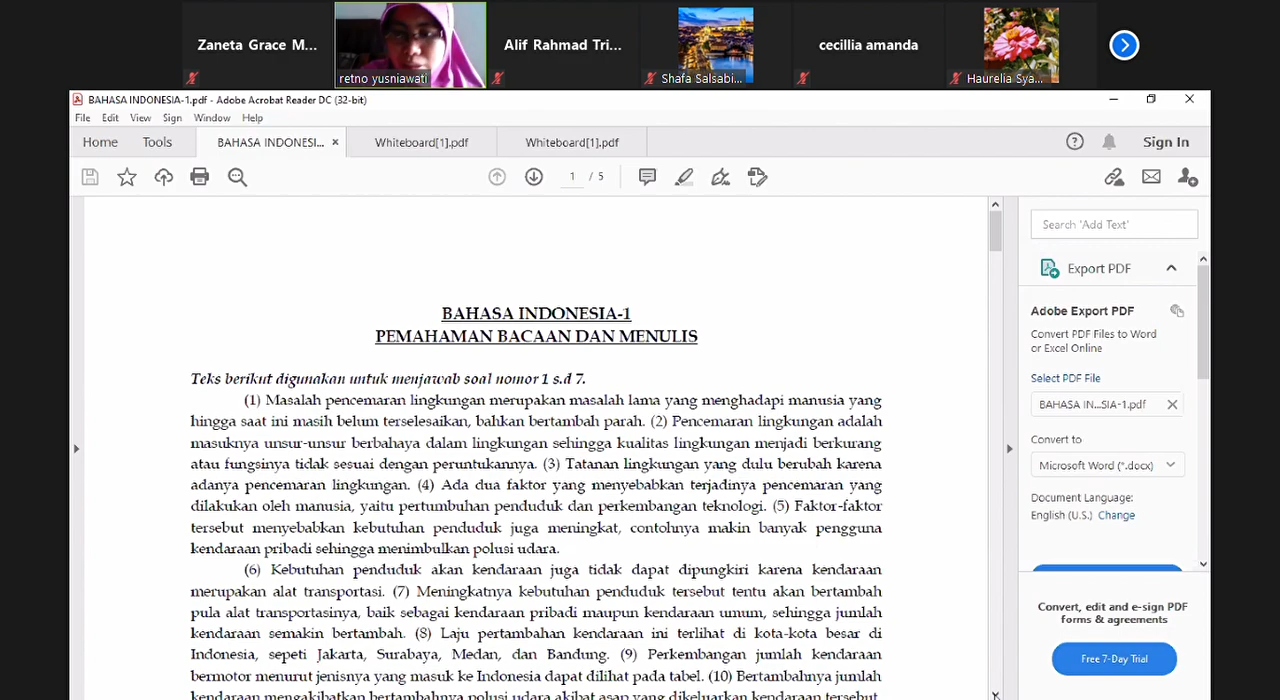 Zaneta Grace M...
retno yusniawati
Alif Rahmad Tri...
Shafa Salsabi...
cecillia amanda
Haurelia Sya...
BAHASA INDONESIA-1.pdf - Adobe Acrobat Reader DC (32-bit)
File Edit View Sign Window Help
Home Tools BAHASA INDONESI... × Whiteboard[1].pdf Whiteboard[1].pdf Sign In
1 / 5
Search 'Add Text'
Export PDF
Adobe Export PDF
Convert PDF Files to Word
or Excel Online
Select PDF File
BAHASA IN...SIA-1.pdf
Convert to
Microsoft Word (*.docx)
Document Language:
English (U.S.) Change
Convert, edit and e-sign PDF
forms & agreements
Free 7-Day Trial
BAHASA INDONESIA-1
PEMAHAMAN BACAAN DAN MENULIS
Teks berikut digunakan untuk menjawab soal nomor 1 s.d 7.
(1) Masalah pencemaran lingkungan merupakan masalah lama yang menghadapi manusia yang
hingga saat ini masih belum terselesaikan, bahkan bertambah parah. (2) Pencemaran lingkungan adalah
masuknya unsur-unsur berbahaya dalam lingkungan sehingga kualitas lingkungan menjadi berkurang
atau fungsinya tidak sesuai dengan peruntukannya. (3) Tatanan lingkungan yang dulu berubah karena
adanya pencemaran lingkungan. (4) Ada dua faktor yang menyebabkan terjadinya pencemaran yang
dilakukan oleh manusia, yaitu pertumbuhan penduduk dan perkembangan teknologi. (5) Faktor-faktor
tersebut menyebabkan kebutuhan penduduk juga meningkat, contohnya makin banyak pengguna
kendaraan pribadi sehingga menimbulkan polusi udara.
(6) Kebutuhan penduduk akan kendaraan juga tidak dapat dipungkiri karena kendaraan
merupakan alat transportasi. (7) Meningkatnya kebutuhan penduduk tersebut tentu akan bertambah
pula alat transportasinya, baik sebagai kendaraan pribadi maupun kendaraan umum, sehingga jumlah
kendaraan semakin bertambah. (8) Laju pertambahan kendaraan ini terlihat di kota-kota besar di
Indonesia, sepeti Jakarta, Surabaya, Medan, dan Bandung. (9) Perkembangan jumlah kendaraan
bermotor menurut jenisnya yang masuk ke Indonesia dapat dilihat pada tabel. (10) Bertambahnya jumlah
kendaraan mengakibatkan bertambahnya polusi udara akibat asap yang dikeluarkan kendaraan tersebut.